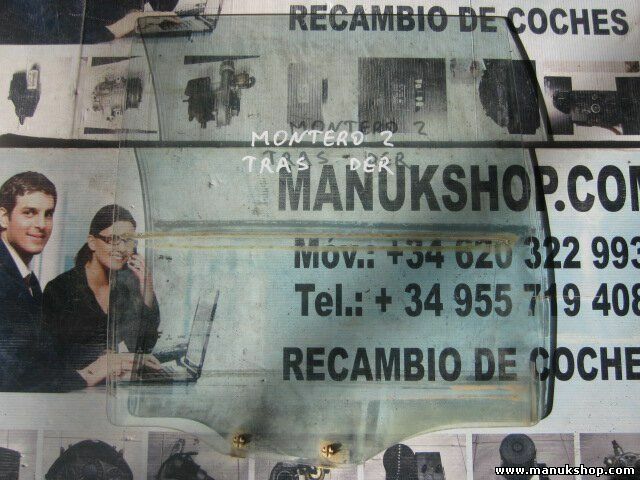 RECAMBIO DE COCHES
MONTERO 2
TRAS DER
MANUKSHOP.COM
Móv.: +34 620 322 993
Tel.: + 34 955 719 408
RECAMBIO DE COCHE
www.manukshop.com